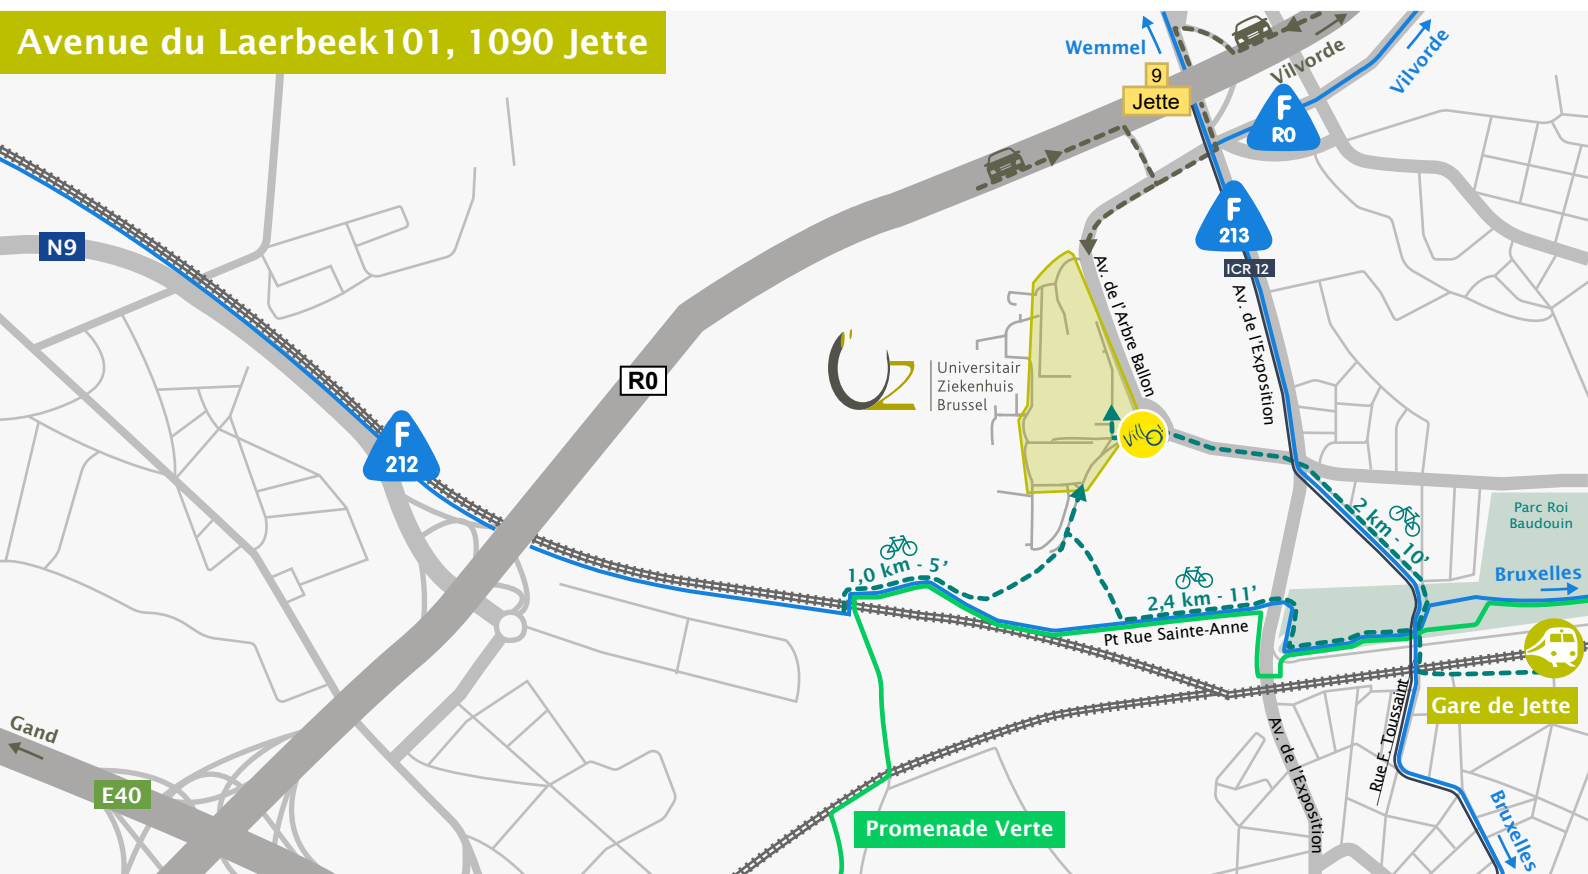 Avenue du Laerbeek101, 1090 Jette
Wemmel
9
Jette
Vilvorde
Vilvorde
F
R0
N9
F
213
ICR 12
Av. de l'Arbre Ballon
Av. de l'Exposition
R0
UZ
Universitair
Ziekenhuis
Brussel
Villo!
F
212
2 km - 10'
Parc Roi
Baudouin
1,0 km - 5'
2,4 km - 11'
Bruxelles
Pt Rue Sainte-Anne
Gare de Jette
Rue F. Toussaint
Av. de l'Exposition
Gand
E40
Promenade Verte
Bruxelles